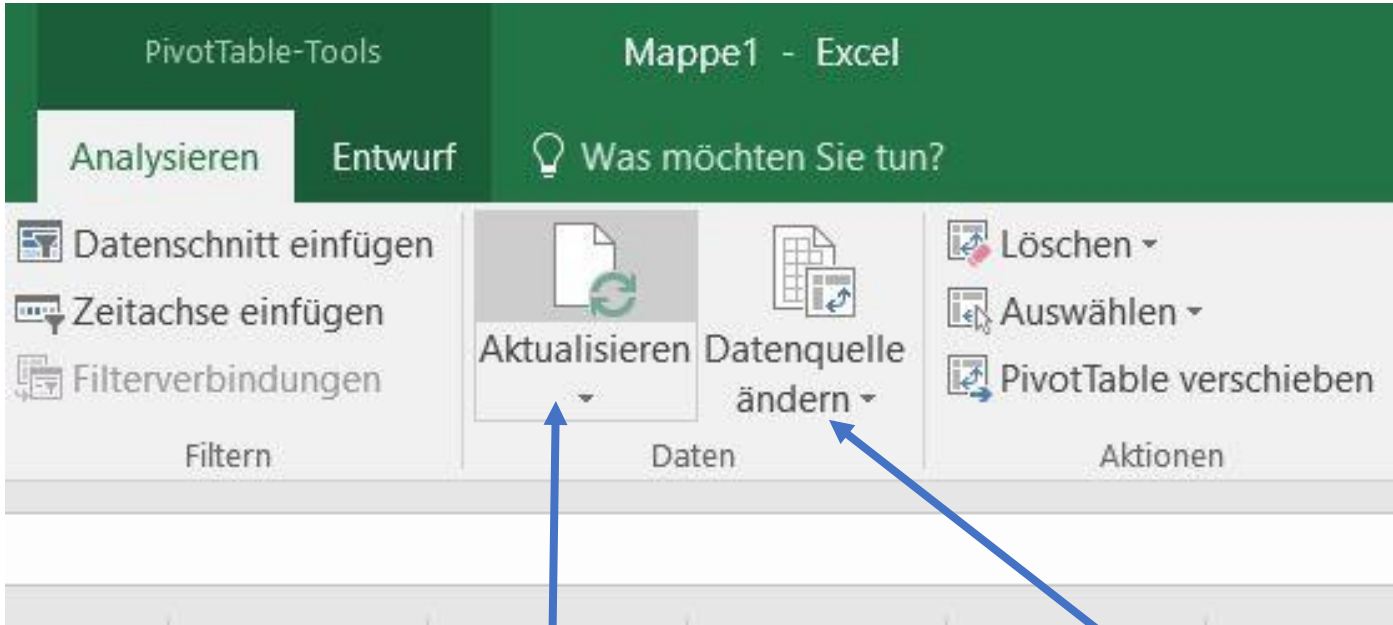 PivotTable-Tools
Mappe1 - Excel
Analysieren
Entwurf
Was möchten Sie tun?
Datenschnitt einfügen
Zeitachse einfügen
Filterverbindungen
Filtern
Aktualisieren
Datenquelle
ändern
Daten
Löschen
Auswählen
PivotTable verschieben
Aktionen